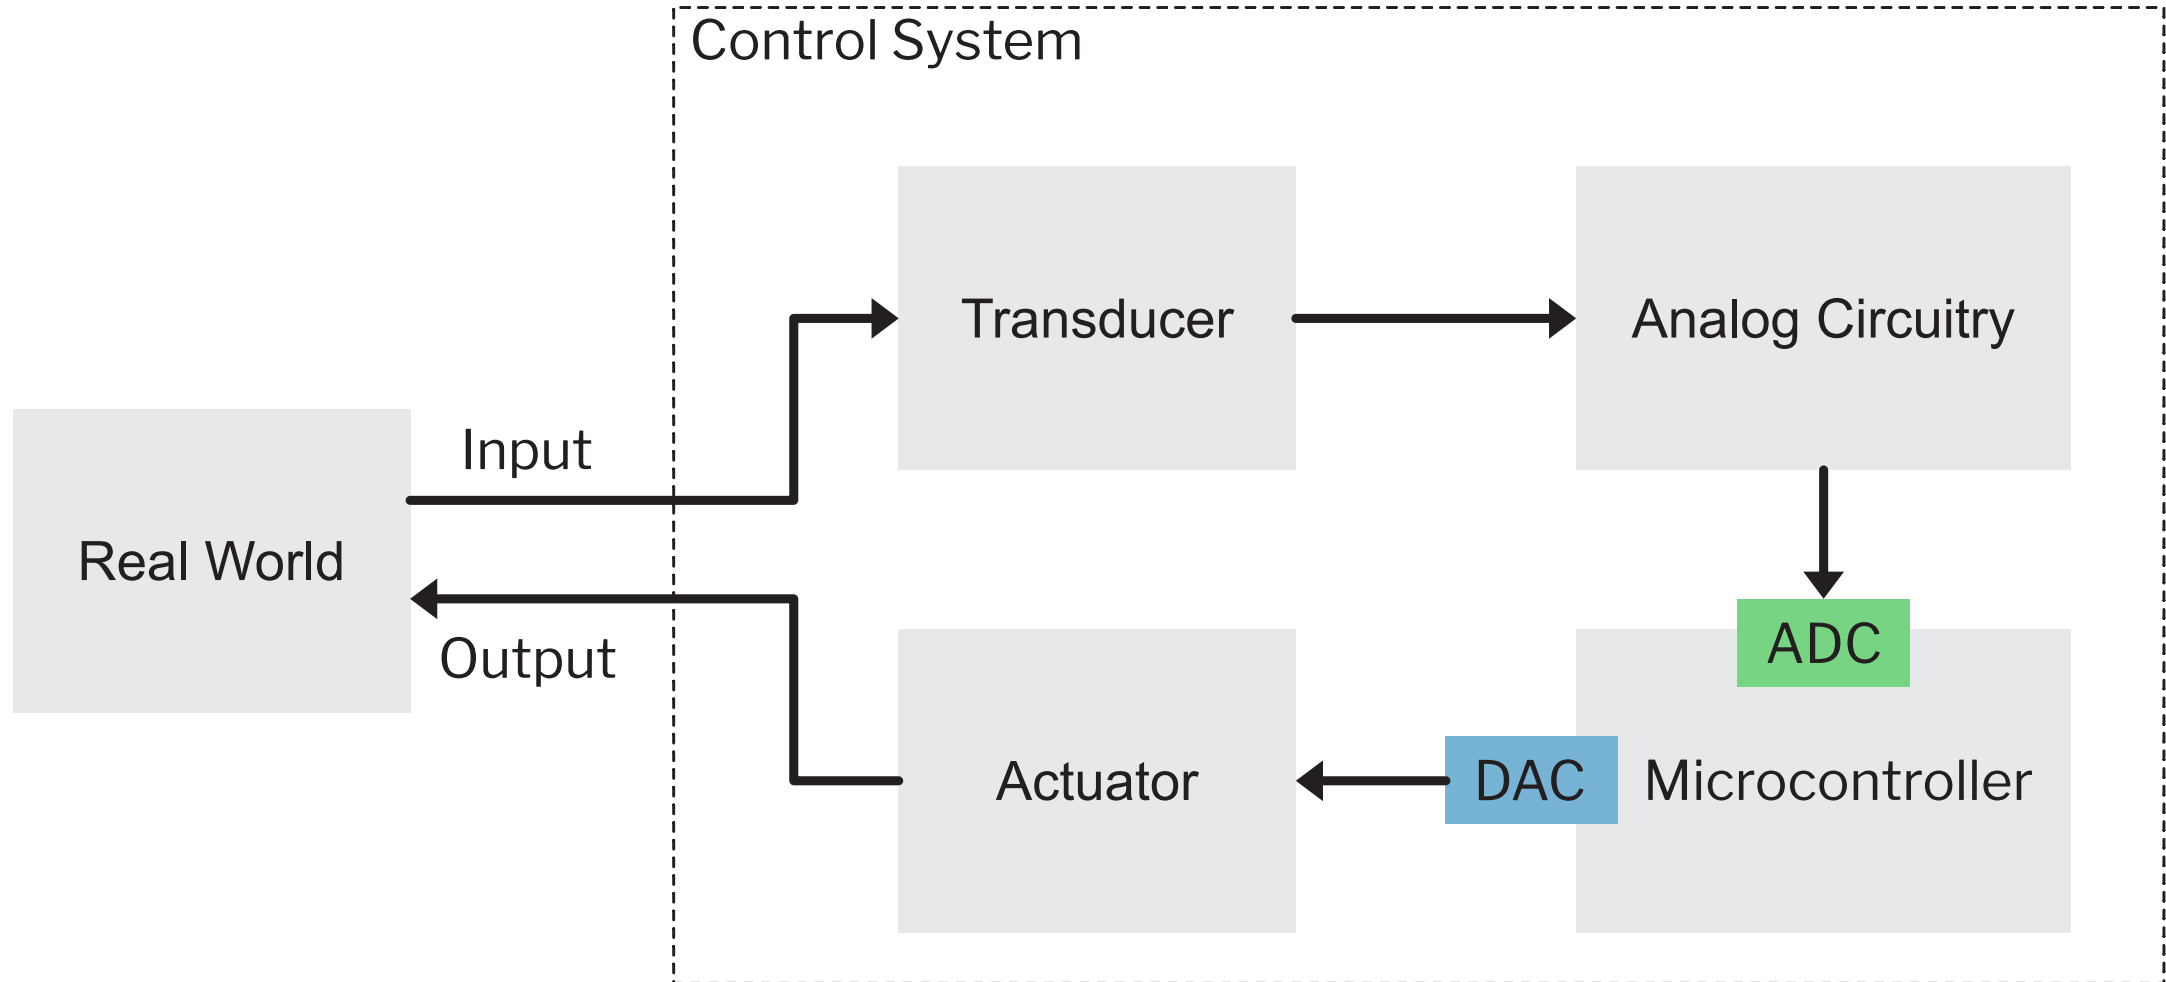 Control System
Transducer
Analog Circuitry
Input
Real World
Output
ADC
Actuator
DAC
Microcontroller